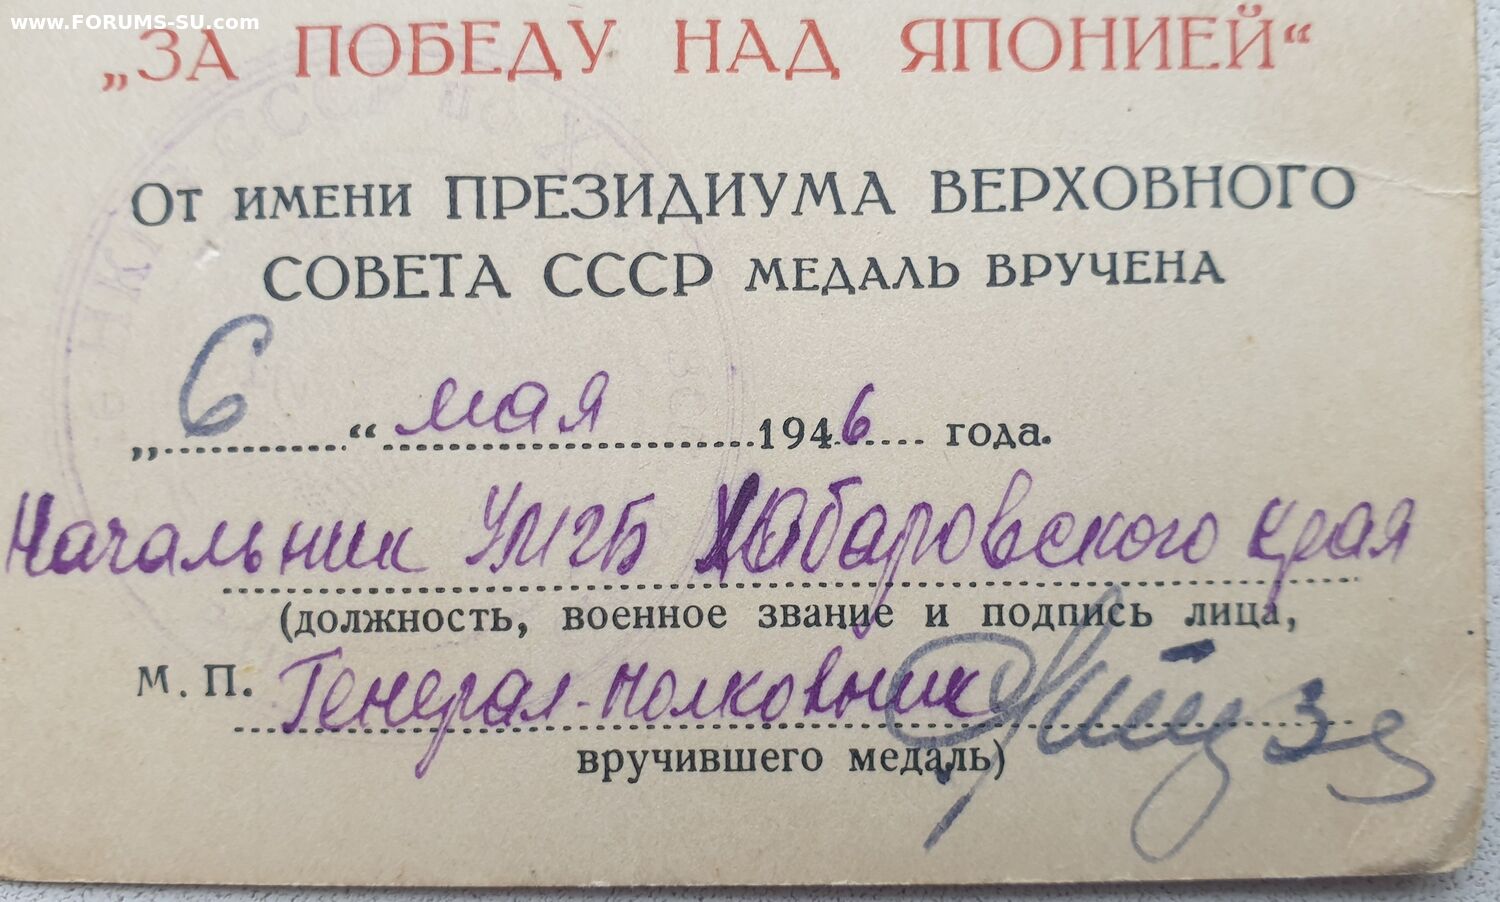 www.FORUMS-SU.com
„ЗА ПОБЕДУ НАД ЯПОНИЕЙ“
От имени ПРЕЗИДИУМА ВЕРХОВНОГО
СОВЕТА СССР медаль вручена
„6“ мая 1946 года.
Начальник УМГБ Хабаровского края
(должность, военное звание и подпись лица,
М. П. Генерал-полковник
вручившего медаль)